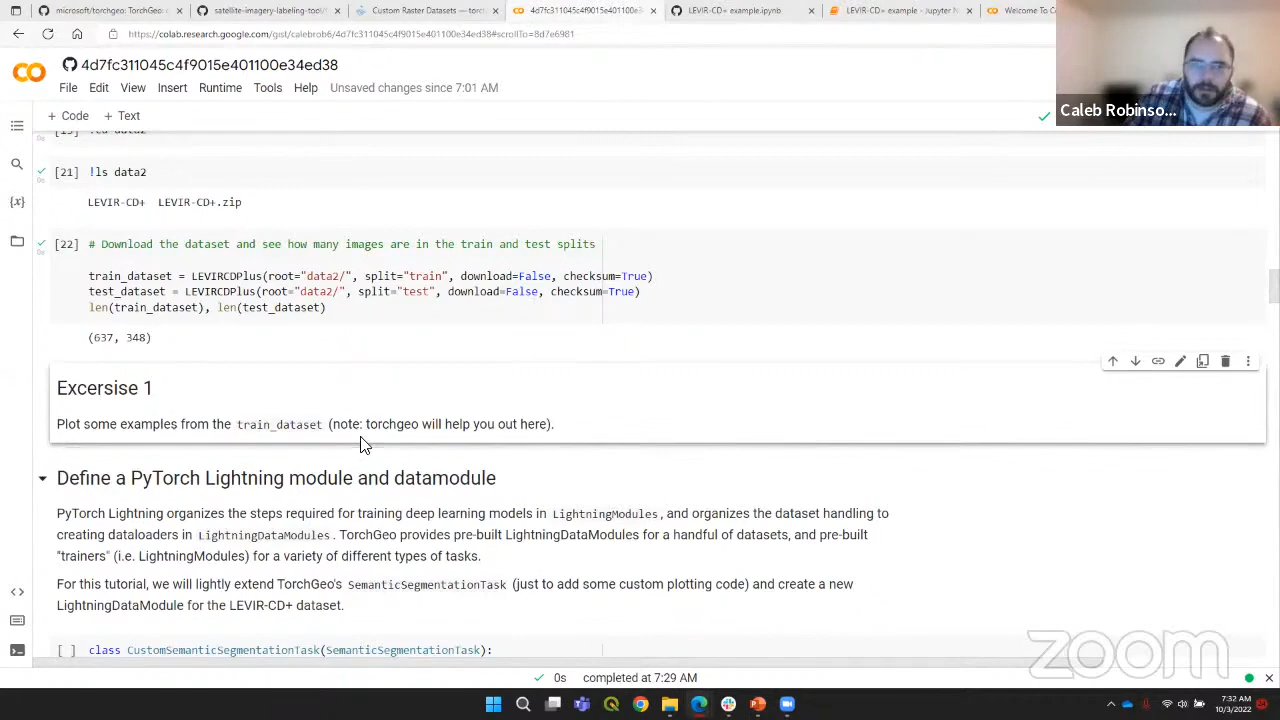 microsoft/torchgeo: TorchGeo:
satellite-imagery-labeling-tool/
Custom Raster Datasets — torc
4d7fc311045c4f9015e401100e3
LEVIR-CD+ example.ipynb
LEVIR-CD+ example - Jupyter N
Welcome To C
https://colab.research.google.com/gist/calebrob6/4d7fc311045c4f9015e401100e34ed38#scrollTo=8d7e6981
4d7fc311045c4f9015e401100e34ed38
File Edit View Insert Runtime Tools Help Unsaved changes since 7:01 AM
Caleb Robinso...
+ Code + Text
[21] !ls data2
LEVIR-CD+ LEVIR-CD+.zip
[22] # Download the dataset and see how many images are in the train and test splits
train_dataset = LEVIRCDPlus(root="data2/", split="train", download=False, checksum=True)
test_dataset = LEVIRCDPlus(root="data2/", split="test", download=False, checksum=True)
len(train_dataset), len(test_dataset)
(637, 348)
Excersise 1
Plot some examples from the train_dataset (note: torchgeo will help you out here).
Define a PyTorch Lightning module and datamodule
PyTorch Lightning organizes the steps required for training deep learning models in LightningModules, and organizes the dataset handling to
creating dataloaders in LightningDataModules. TorchGeo provides pre-built LightningDataModules for a handful of datasets, and pre-built
"trainers" (i.e. LightningModules) for a variety of different types of tasks.
For this tutorial, we will lightly extend TorchGeo's SemanticSegmentationTask (just to add some custom plotting code) and create a new
LightningDataModule for the LEVIR-CD+ dataset.
[ ] class CustomSemanticSegmentationTask(SemanticSegmentationTask):
zoom
0s completed at 7:29 AM
7:32 AM
10/3/2022